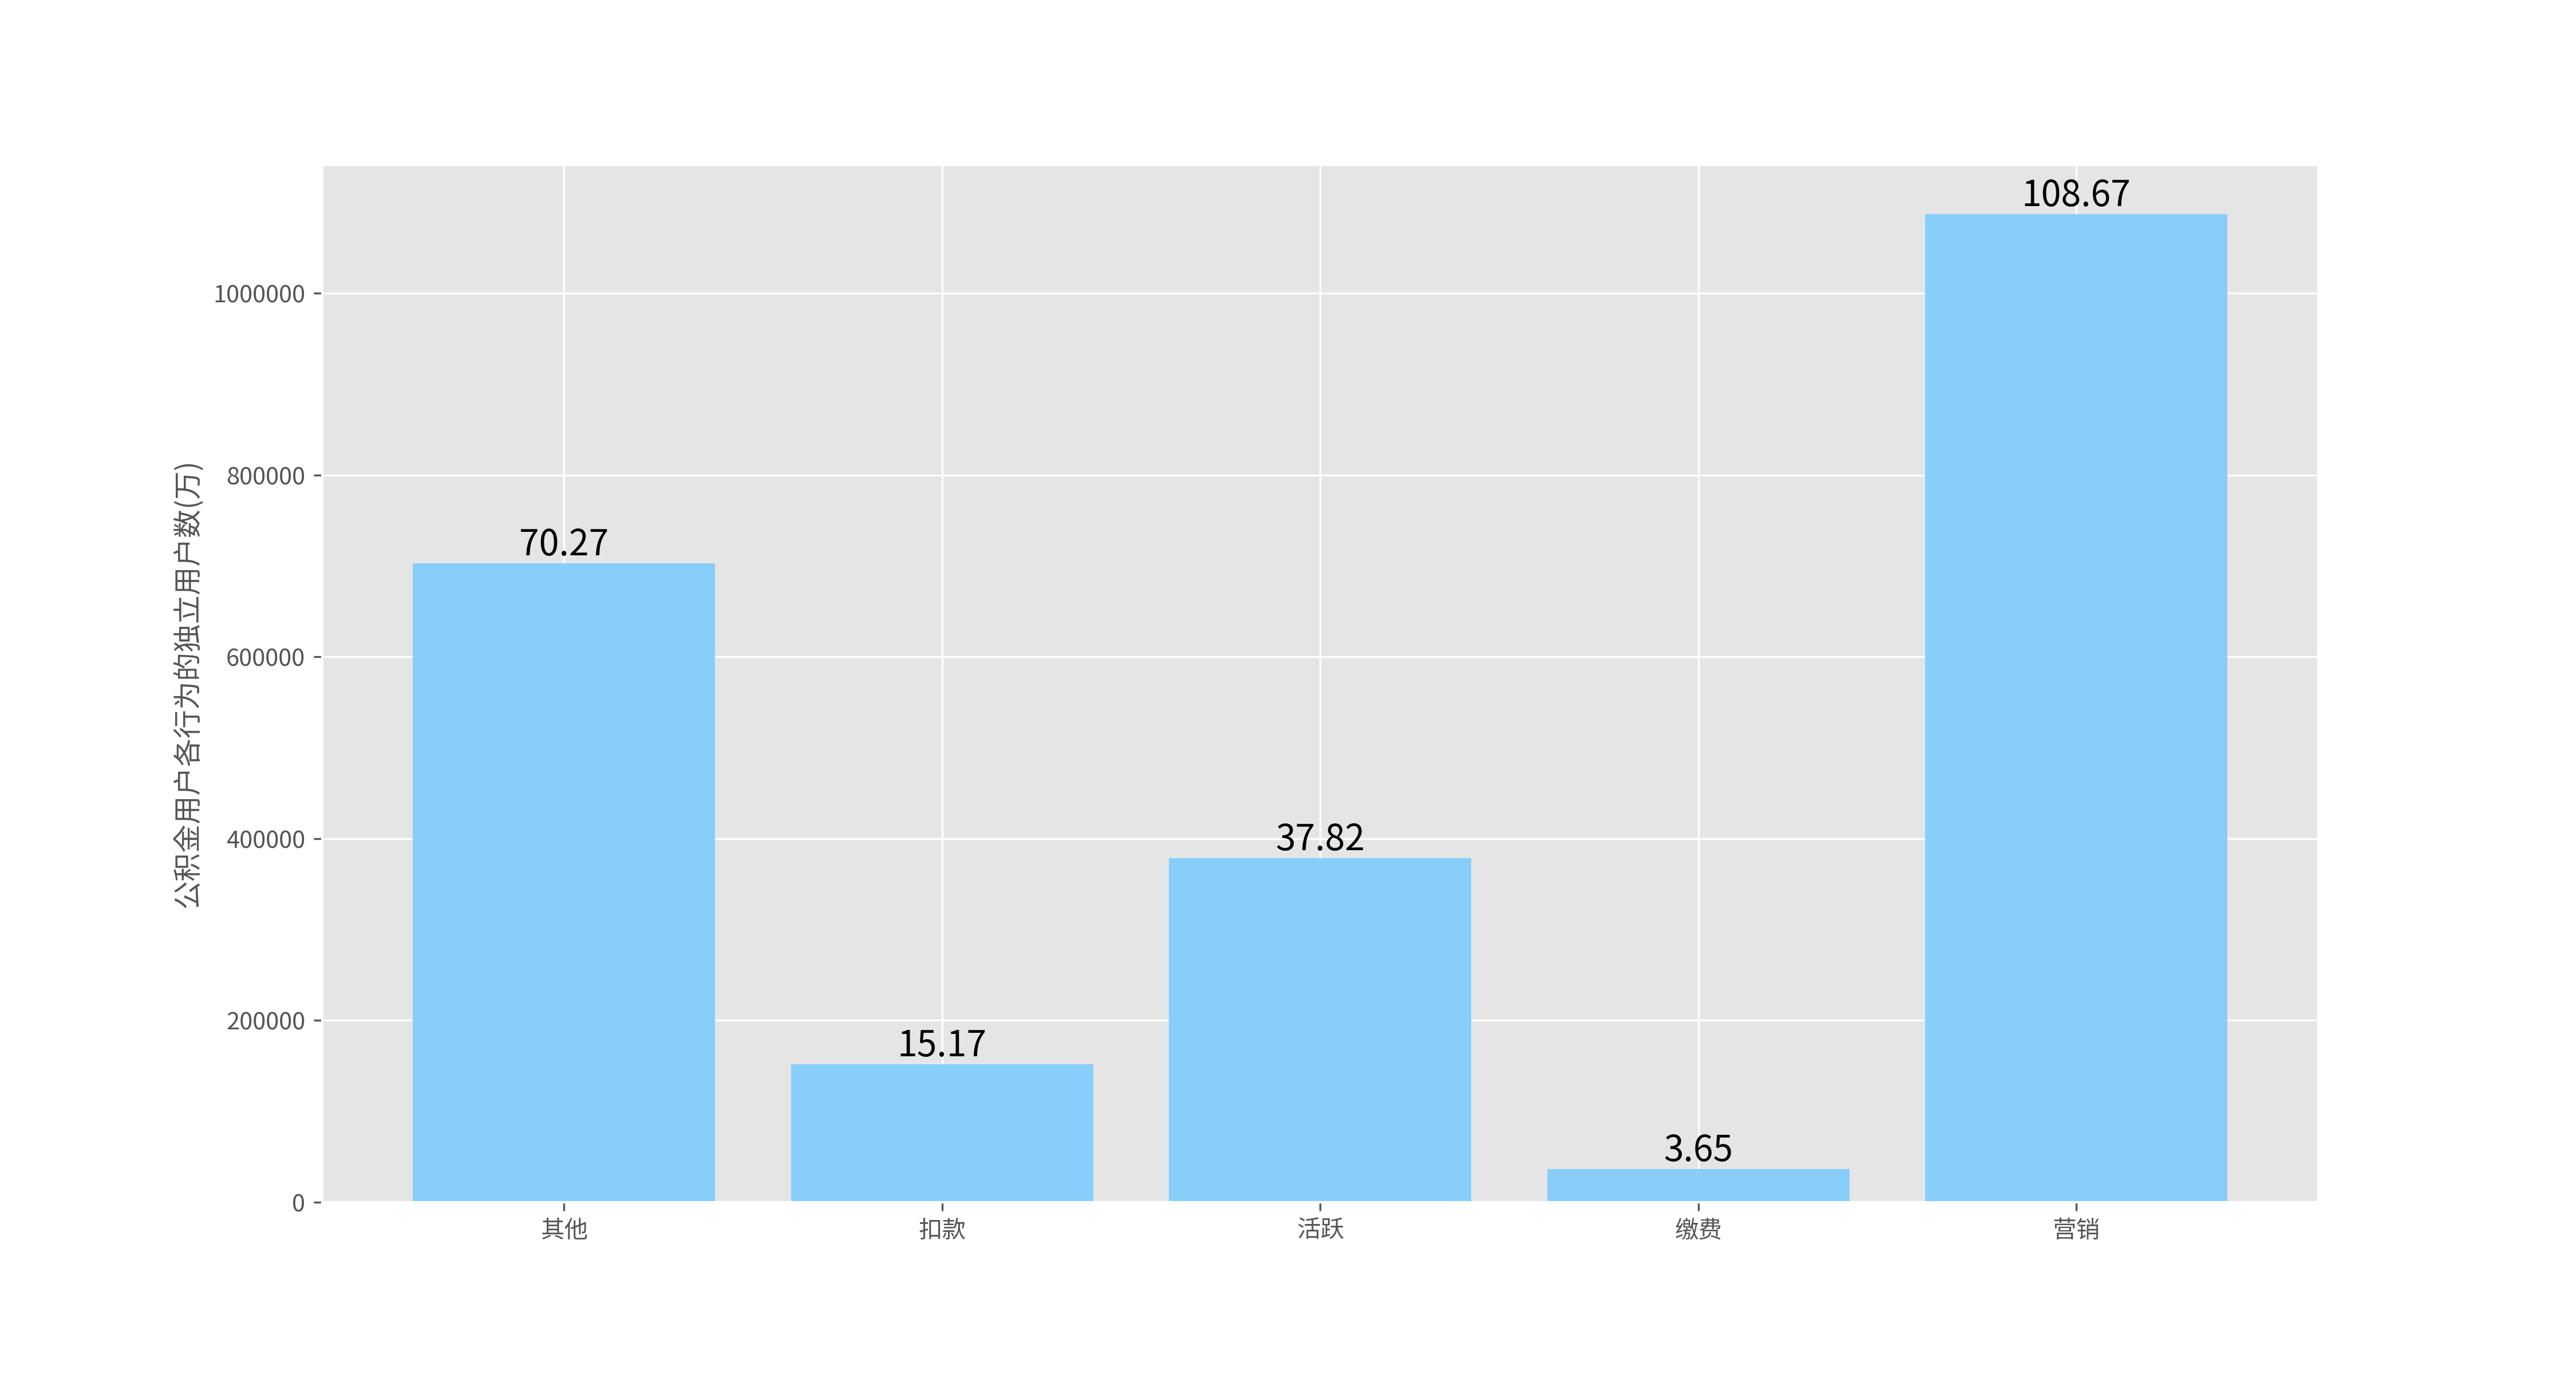 公积金用户各行为的独立用户数(万)
1000000
800000
600000
400000
200000
0
70.27
15.17
37.82
3.65
108.67
其他
扣款
活跃
缴费
营销